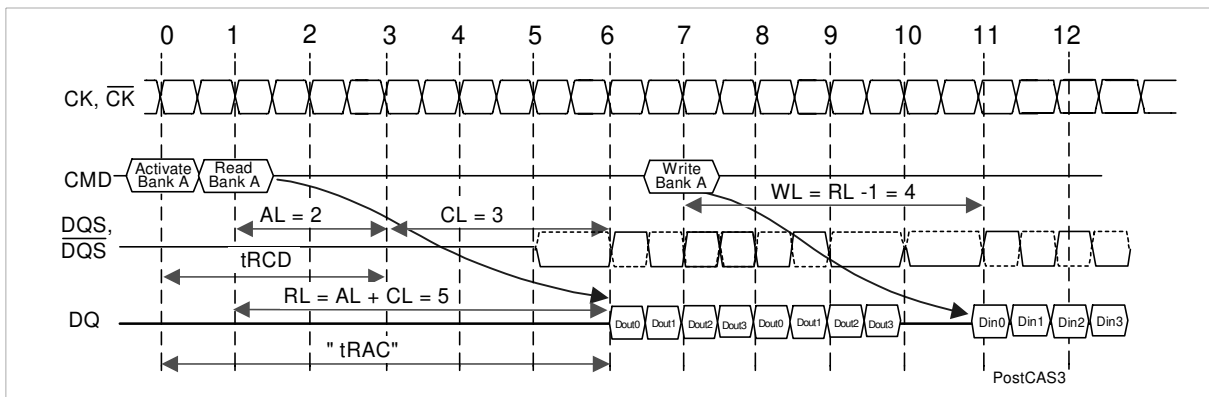 0 1 2 3 4 5 6 7 8 9 10 11 12
CK, CK
CMD
Activate Bank A
Read Bank A
Write Bank A
WL = RL -1 = 4
AL = 2
CL = 3
DQS,
DQS
tRCD
RL = AL + CL = 5
DQ
Dout0 Dout1 Dout2 Dout3 Dout0 Dout1 Dout2 Dout3
Din0 Din1 Din2 Din3
" tRAC"
PostCAS3